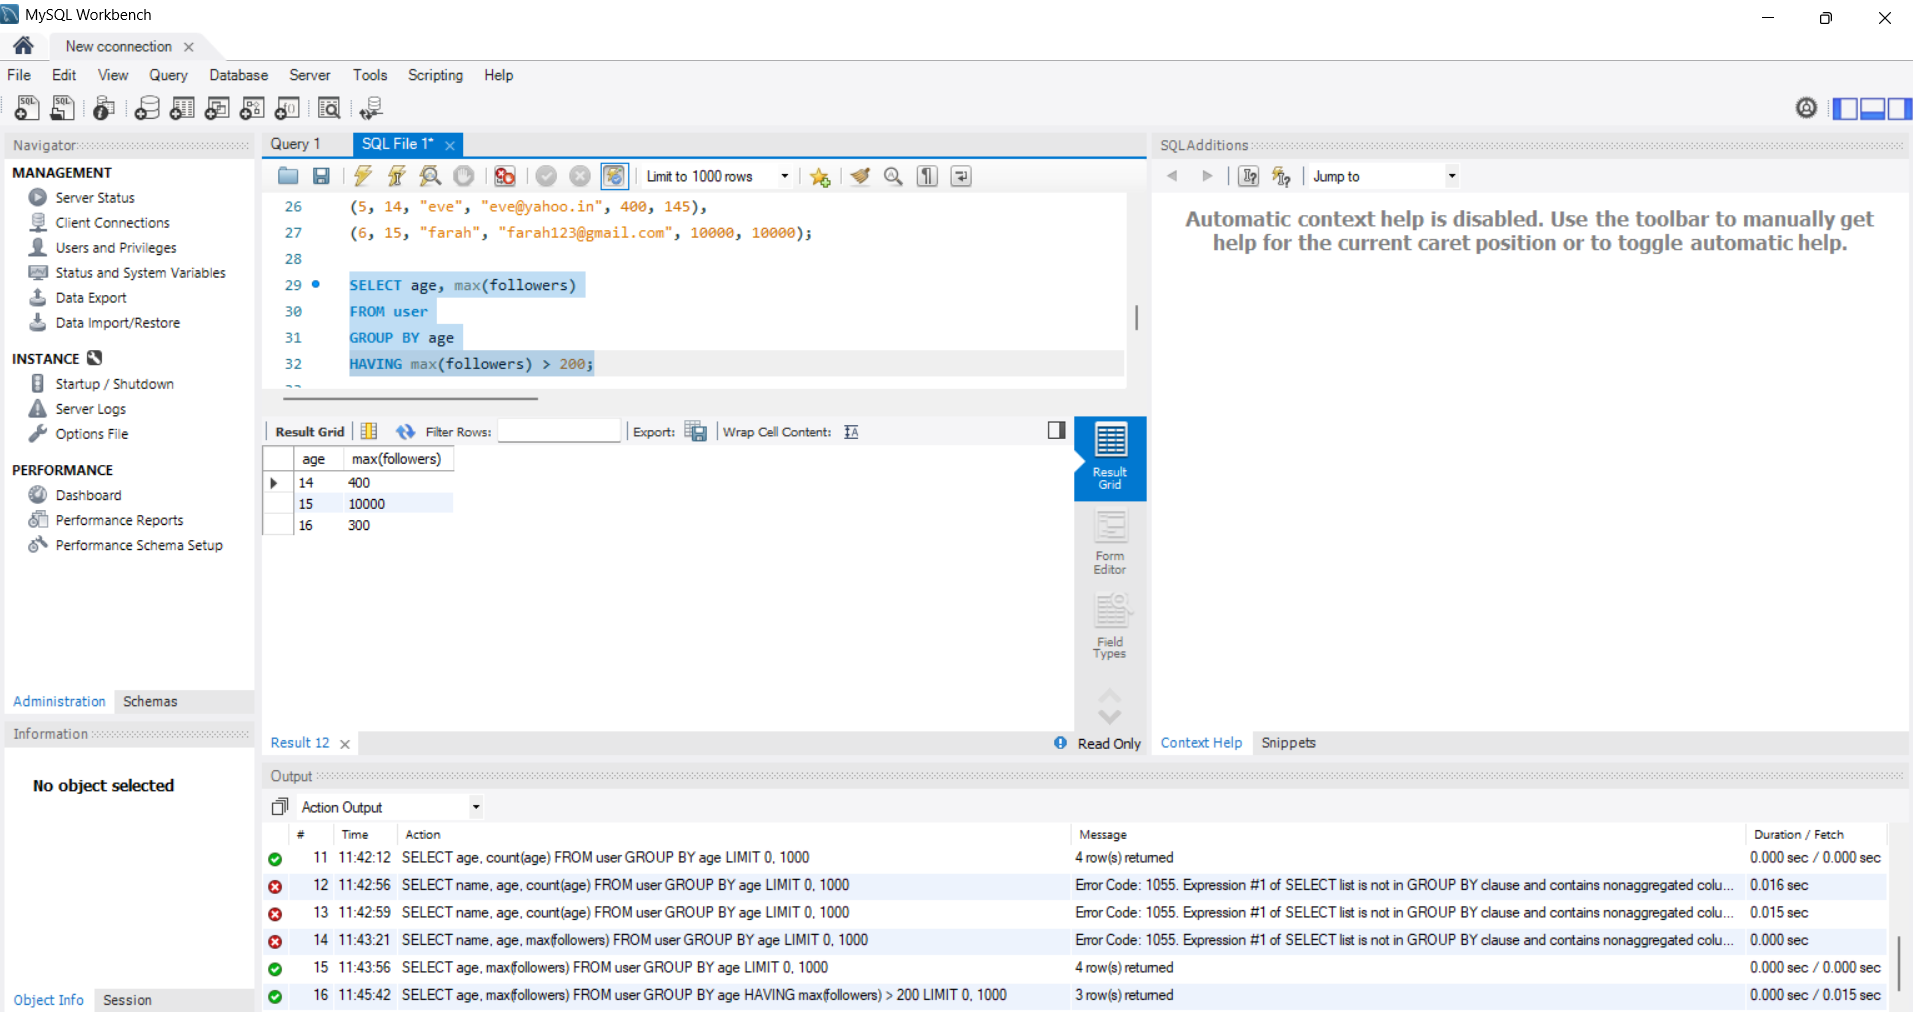 MySQL Workbench
New cconnection
File Edit View Query Database Server Tools Scripting Help
Navigator
MANAGEMENT
Server Status
Client Connections
Users and Privileges
Status and System Variables
Data Export
Data Import/Restore
INSTANCE
Startup / Shutdown
Server Logs
Options File
PERFORMANCE
Dashboard
Performance Reports
Performance Schema Setup
Administration Schemas
Information
No object selected
Object Info Session
Query 1 SQL File 1*
Limit to 1000 rows
26 (5, 14, "eve", "eve@yahoo.in", 400, 145),
27 (6, 15, "farah", "farah123@gmail.com", 10000, 10000);
28
29 SELECT age, max(followers)
30 FROM user
31 GROUP BY age
32 HAVING max(followers) > 200;
Result Grid Filter Rows: Export: Wrap Cell Content:
age max(followers)
14 400
15 10000
16 300
Result Grid
Form Editor
Field Types
Result 12 Read Only
SQLAdditions
Jump to
Automatic context help is disabled. Use the toolbar to manually get
help for the current caret position or to toggle automatic help.
Context Help Snippets
Output
Action Output
# Time Action Message Duration / Fetch
11 11:42:12 SELECT age, count(age) FROM user GROUP BY age LIMIT 0, 1000 4 row(s) returned 0.000 sec / 0.000 sec
12 11:42:56 SELECT name, age, count(age) FROM user GROUP BY age LIMIT 0, 1000 Error Code: 1055. Expression #1 of SELECT list is not in GROUP BY clause and contains nonaggregated colu... 0.016 sec
13 11:42:59 SELECT name, age, count(age) FROM user GROUP BY age LIMIT 0, 1000 Error Code: 1055. Expression #1 of SELECT list is not in GROUP BY clause and contains nonaggregated colu... 0.015 sec
14 11:43:21 SELECT name, age, max(followers) FROM user GROUP BY age LIMIT 0, 1000 Error Code: 1055. Expression #1 of SELECT list is not in GROUP BY clause and contains nonaggregated colu... 0.000 sec
15 11:43:56 SELECT age, max(followers) FROM user GROUP BY age LIMIT 0, 1000 4 row(s) returned 0.000 sec / 0.000 sec
16 11:45:42 SELECT age, max(followers) FROM user GROUP BY age HAVING max(followers) > 200 LIMIT 0, 1000 3 row(s) returned 0.000 sec / 0.015 sec